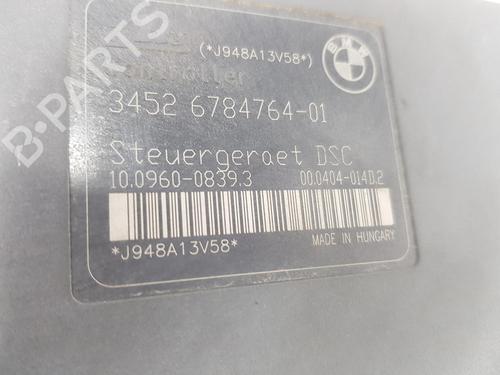 (*J948A13V58*)
BMW
3452 6784764-01
Steuergeraet DSC
10.0960-0839.3 00.0404-014D.2
*J948A13V58*
MADE IN HUNGARY
B-PARTS